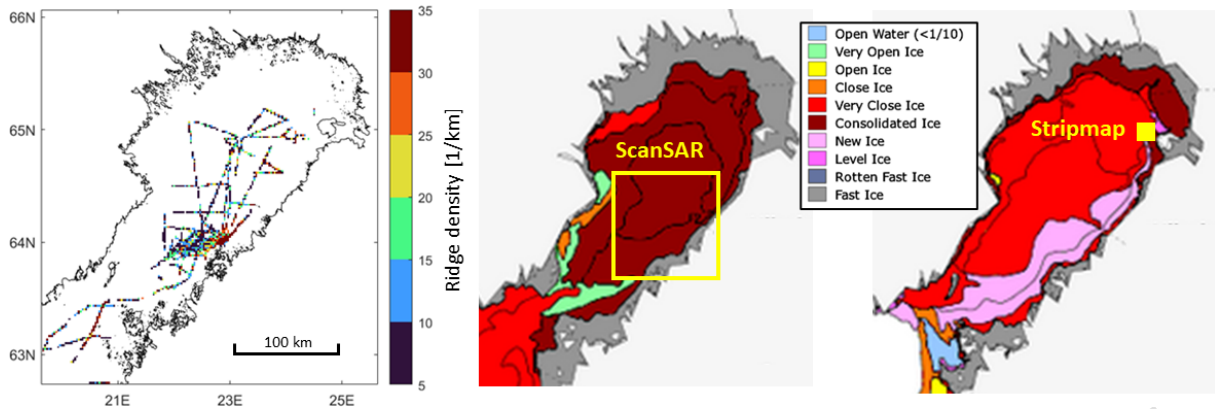 66N
65N
64N
63N
21E
23E
25E
100 km
35
30
25
20
15
10
5
Ridge density [1/km]
ScanSAR
Open Water (<1/10)
Very Open Ice
Open Ice
Close Ice
Very Close Ice
Consolidated Ice
New Ice
Level Ice
Rotten Fast Ice
Fast Ice
Stripmap